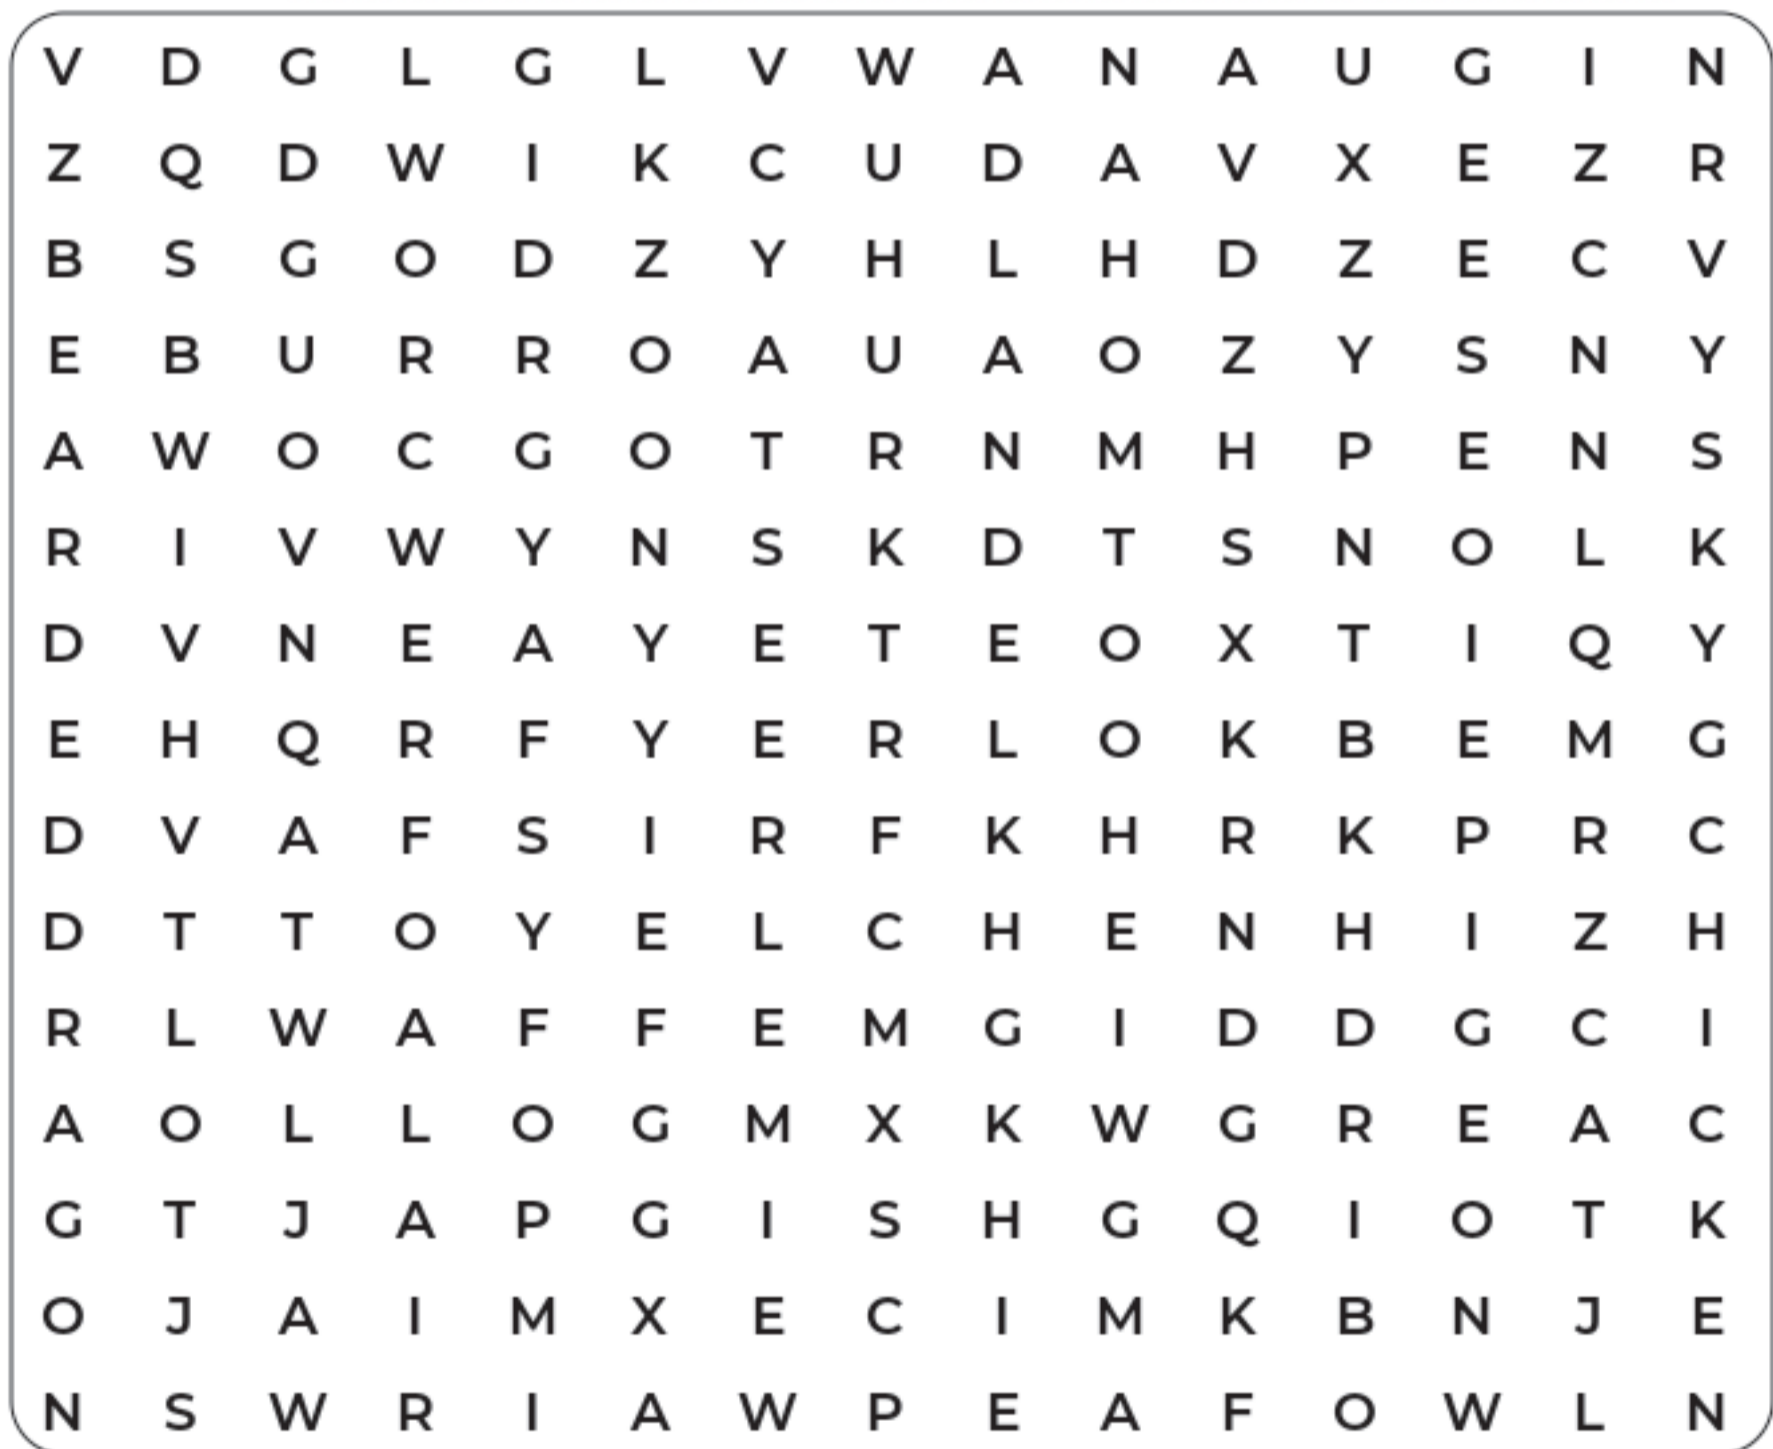 V D G L G L V W A N A U G I N
Z Q D W I K C U D A V X E Z R
B S G O D Z Y H L H D Z E C V
E B U R R O A U A O Z Y S N Y
A W O C G O T R N M H P E N S
R I V W Y N S K D T S N O L K
D V N E A Y E T E O X T I Q Y
E H Q R F Y E R L O K B E M G
D V A F S I R F K H R K P R C
D T T O Y E L C H E N H I Z H
R L W A F F E M G I D D G C I
A O L L O G M X K W G R E A C
G T J A P G I S H G Q I O T K
O J A I M X E C I M K B N J E
N S W R I A W P E A F O W L N